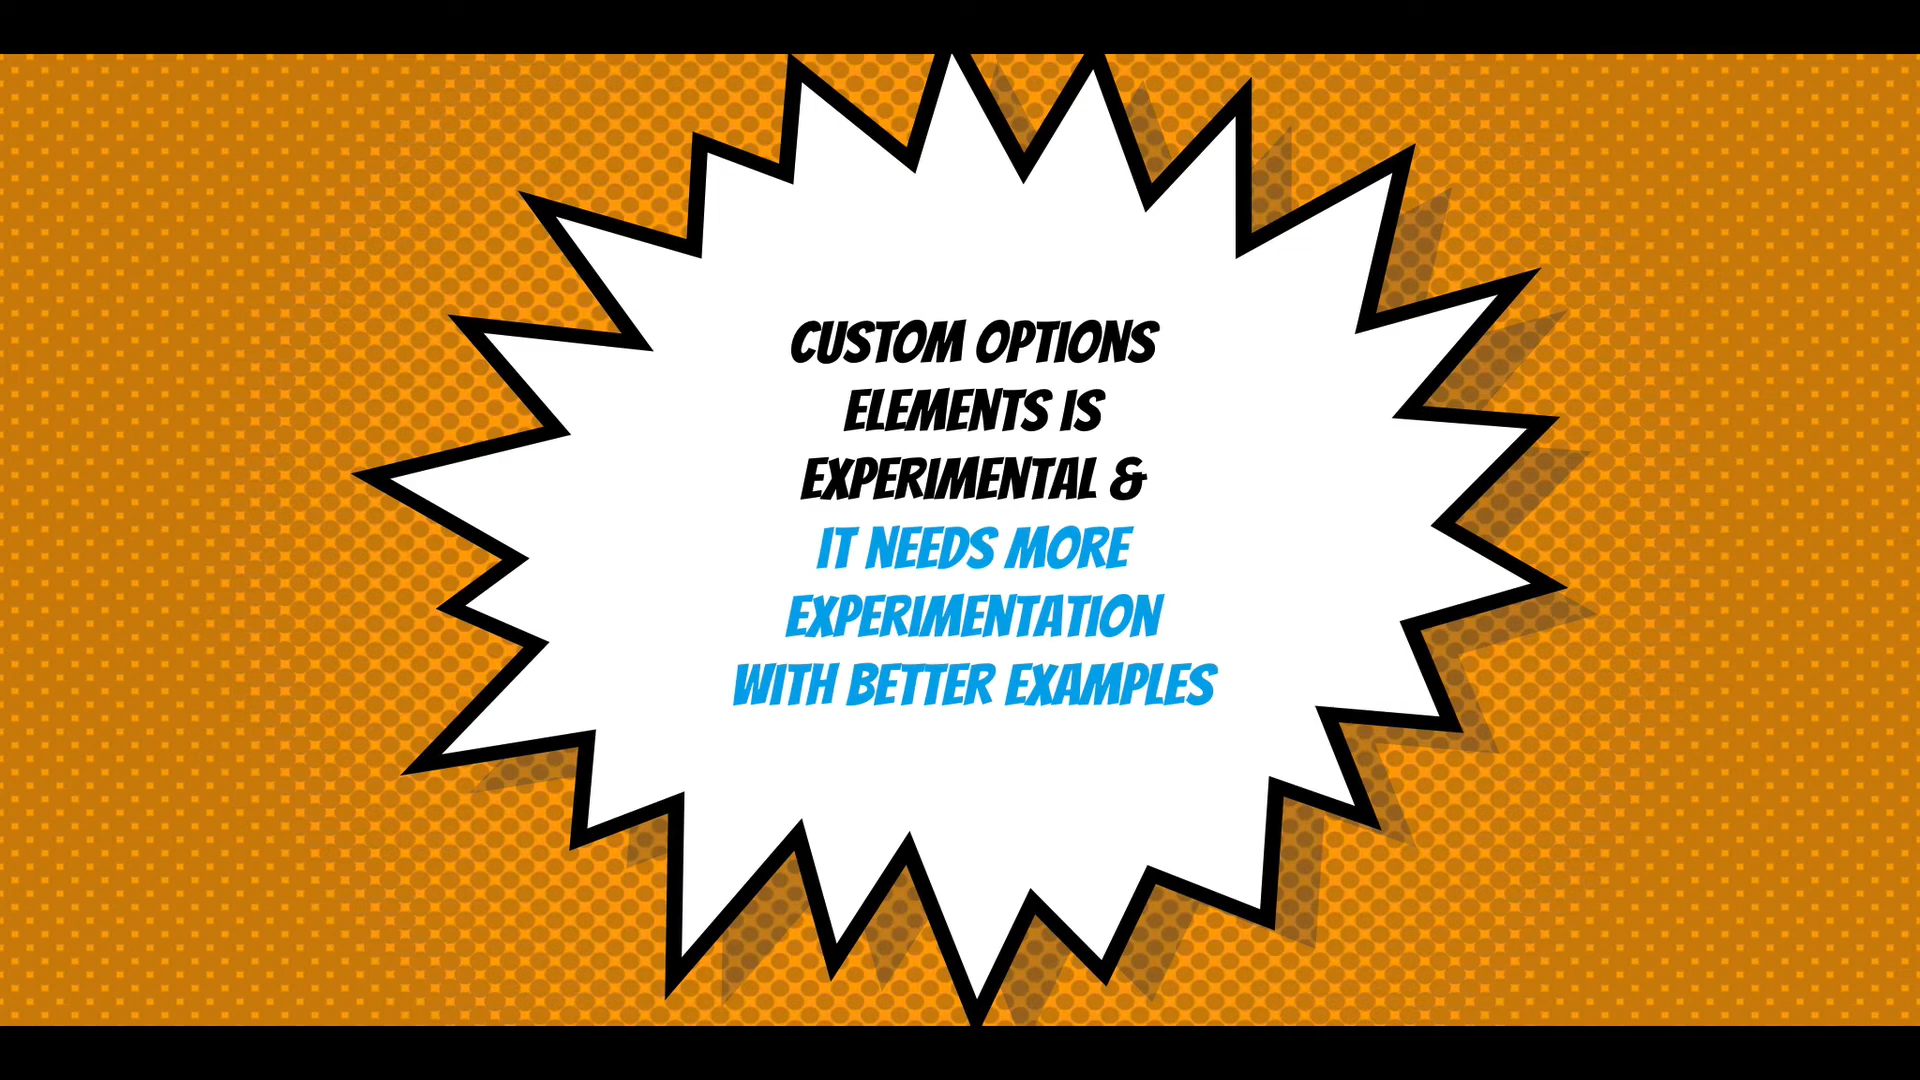 CUSTOM OPTIONS
ELEMENTS IS
EXPERIMENTAL &
IT NEEDS MORE
EXPERIMENTATION
WITH BETTER EXAMPLES